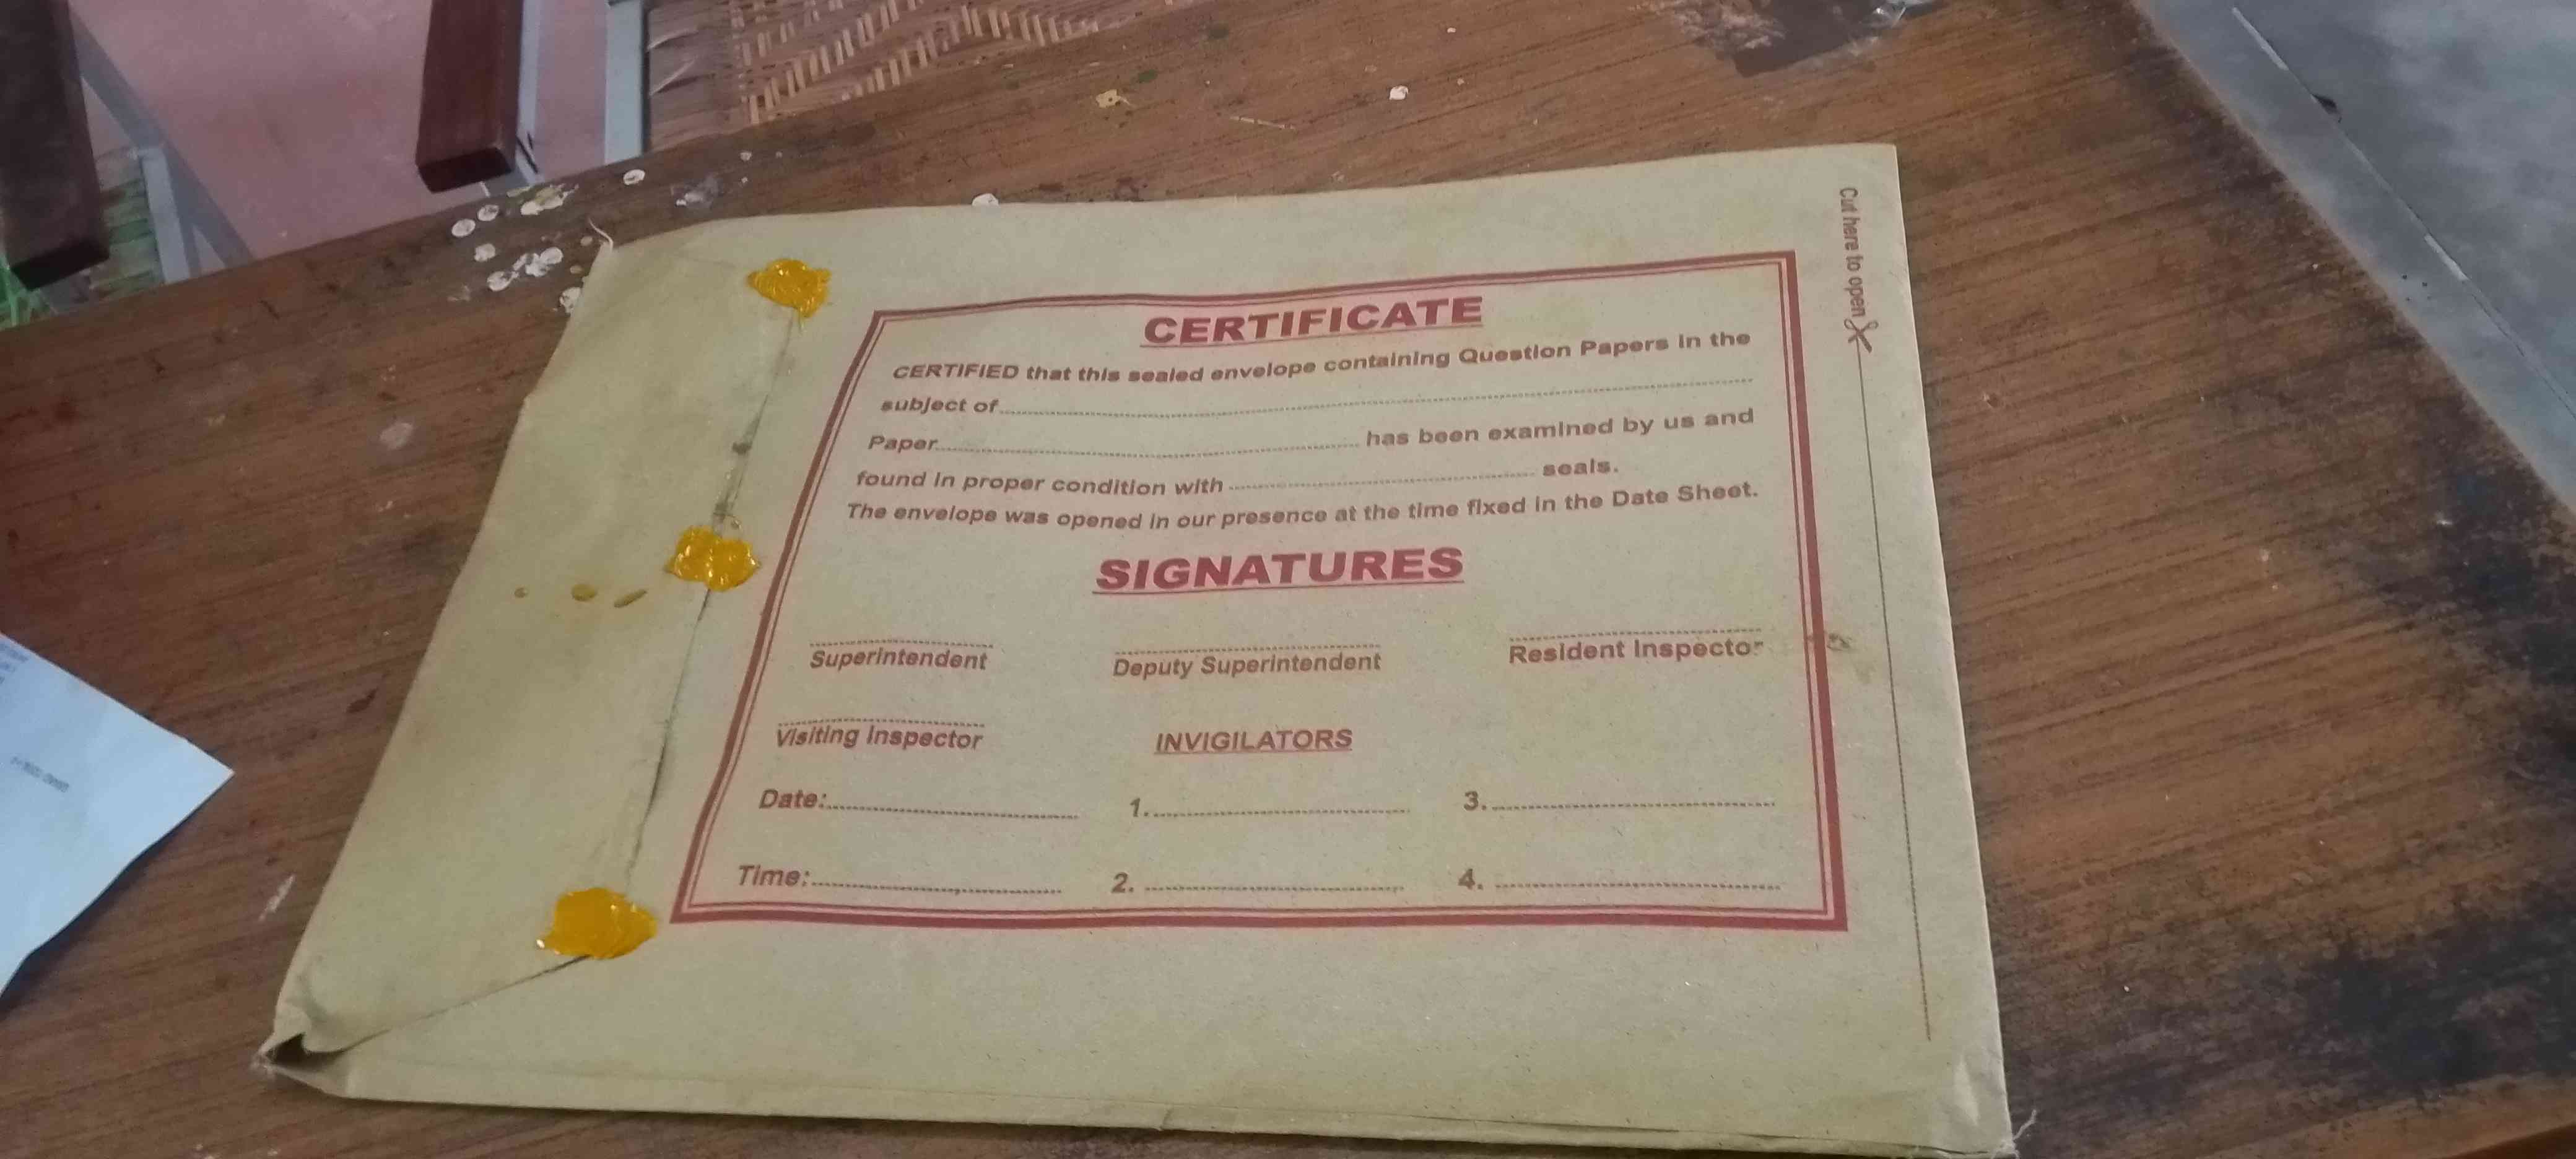 Cut here to open
CERTIFICATE
CERTIFIED that this sealed envelope containing Question Papers in the
subject of
Paper has been examined by us and
found in proper condition with seals.
The envelope was opened in our presence at the time fixed in the Date Sheet.
SIGNATURES
Superintendent Deputy Superintendent Resident Inspector
Visiting Inspector INVIGILATORS
Date: 1. 3.
Time: 2. 4.